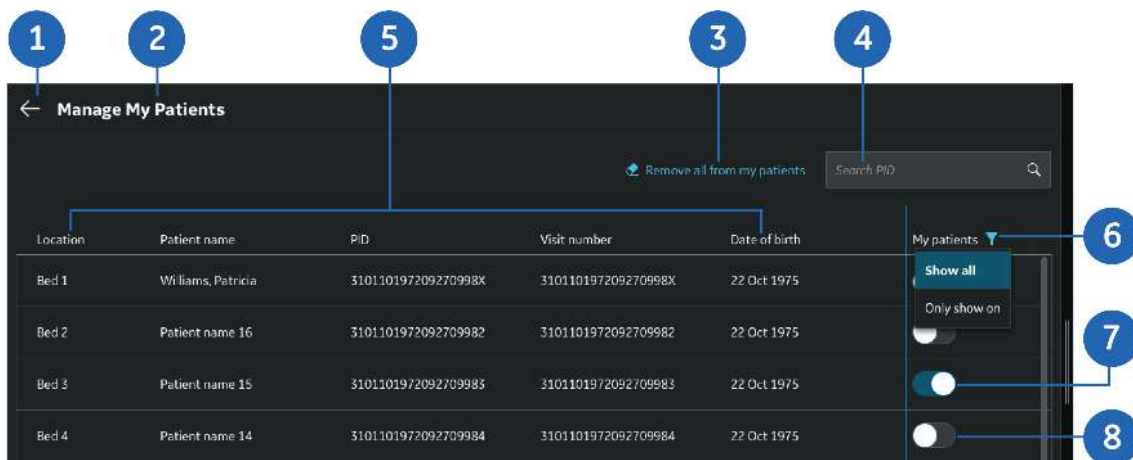 1 2 5 3 4
Manage My Patients
Remove all from my patients Search PID
Location Patient name PID Visit number Date of birth My patients 6
Bed 1 Williams, Patricia 31011019720927099​8X 310110197209270998X 22 Oct 1975 Show all
Only show on
Bed 2 Patient name 16 3101101972092709982 3101101972092709982 22 Oct 1975
7
Bed 3 Patient name 15 3101101972092709983 3101101972092709983 22 Oct 1975
Bed 4 Patient name 14 3101101972092709984 3101101972092709984 22 Oct 1975 8